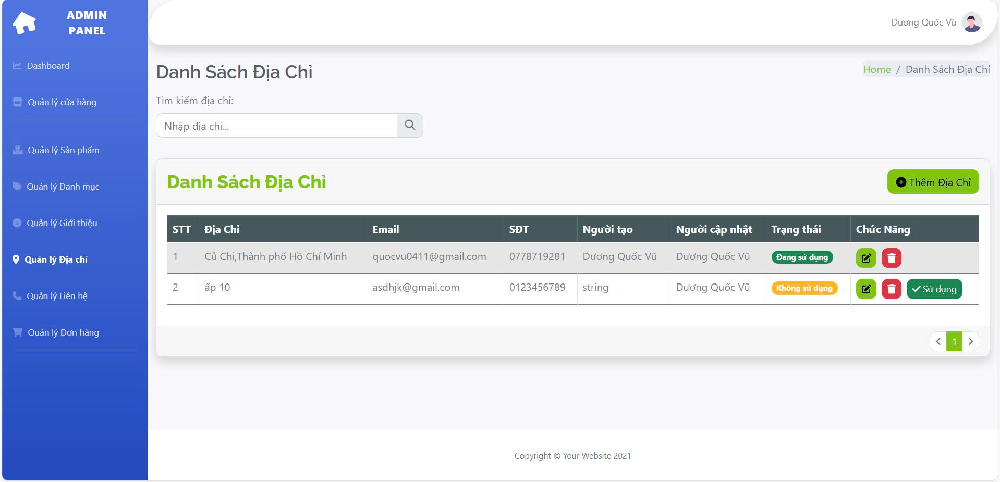 ADMIN
PANEL
Dương Quốc Vũ
Dashboard
Quản lý cửa hàng
Quản lý Sản phẩm
Quản lý Danh mục
Quản lý Giới thiệu
Quản lý Địa chỉ
Quản lý Liên hệ
Quản lý Đơn hàng
Danh Sách Địa Chỉ
Home / Danh Sách Địa Chỉ
Tìm kiếm địa chỉ:
Nhập địa chỉ...
Danh Sách Địa Chỉ
Thêm Địa Chỉ
STT Địa Chỉ Email SĐT Người tạo Người cập nhật Trạng thái Chức Năng
1 Củ Chi,Thành phố Hồ Chí Minh quocvu0411@gmail.com 0778719281 Dương Quốc Vũ Dương Quốc Vũ Đang sử dụng
2 ấp 10 asdhjk@gmail.com 0123456789 string Dương Quốc Vũ Không sử dụng Sử dụng
1
Copyright © Your Website 2021